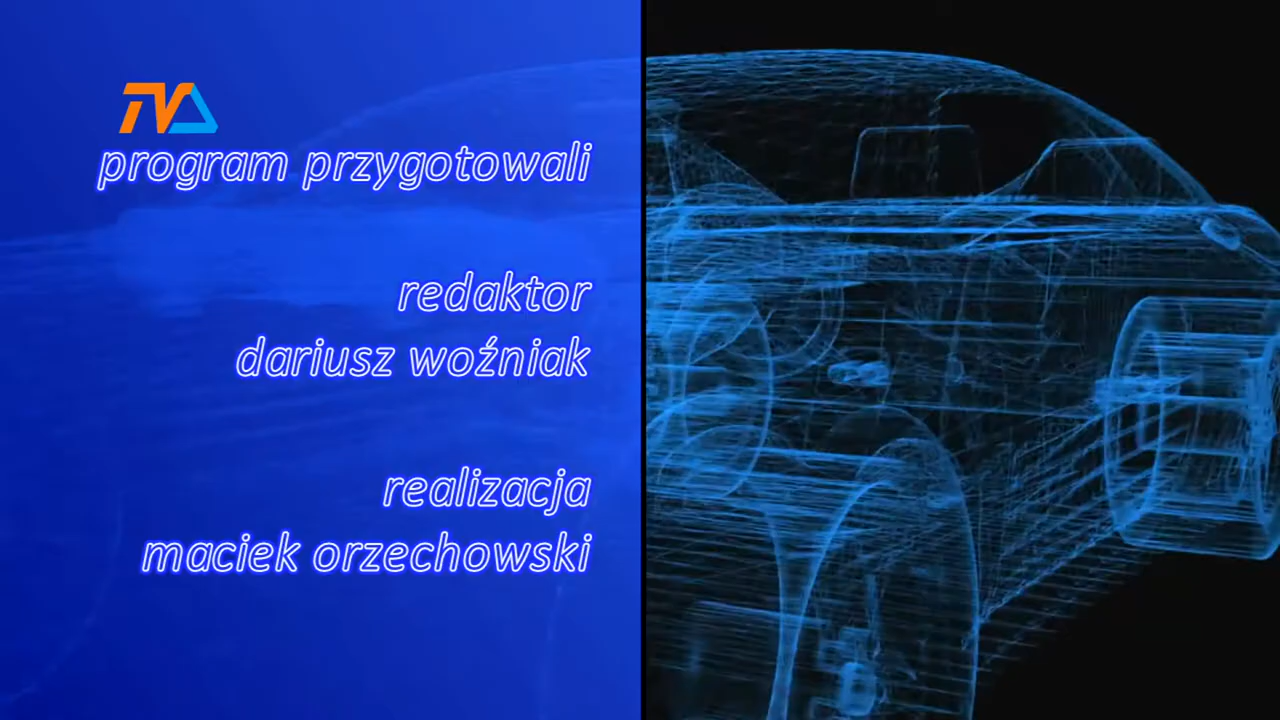 TVA
program przygotowali
redaktor
dariusz woźniak
realizacja
maciek orzechowski